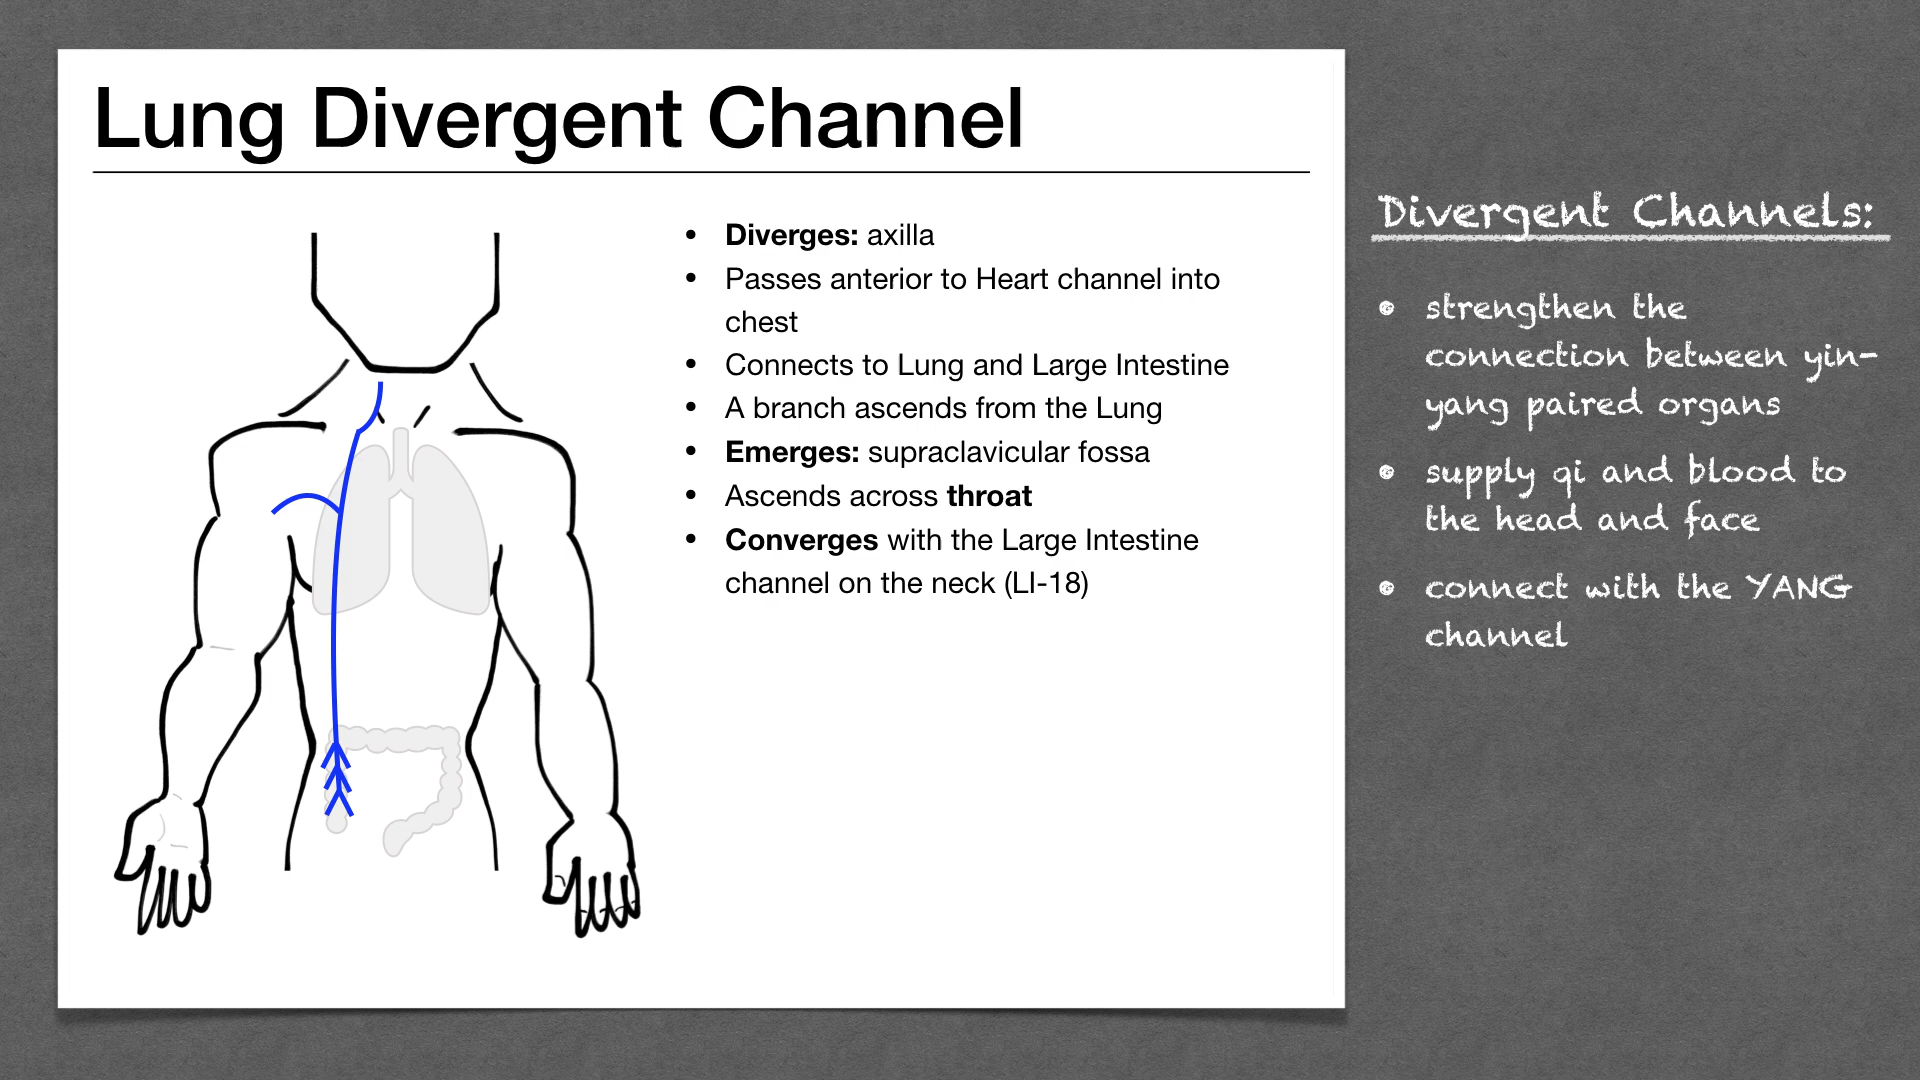 Lung Divergent Channel
• Diverges: axilla
• Passes anterior to Heart channel into
chest
• Connects to Lung and Large Intestine
• A branch ascends from the Lung
• Emerges: supraclavicular fossa
• Ascends across throat
• Converges with the Large Intestine
channel on the neck (LI-18)
Divergent Channels:
• strengthen the
connection between yin-
yang paired organs
• supply qi and blood to
the head and face
• connect with the YANG
channel